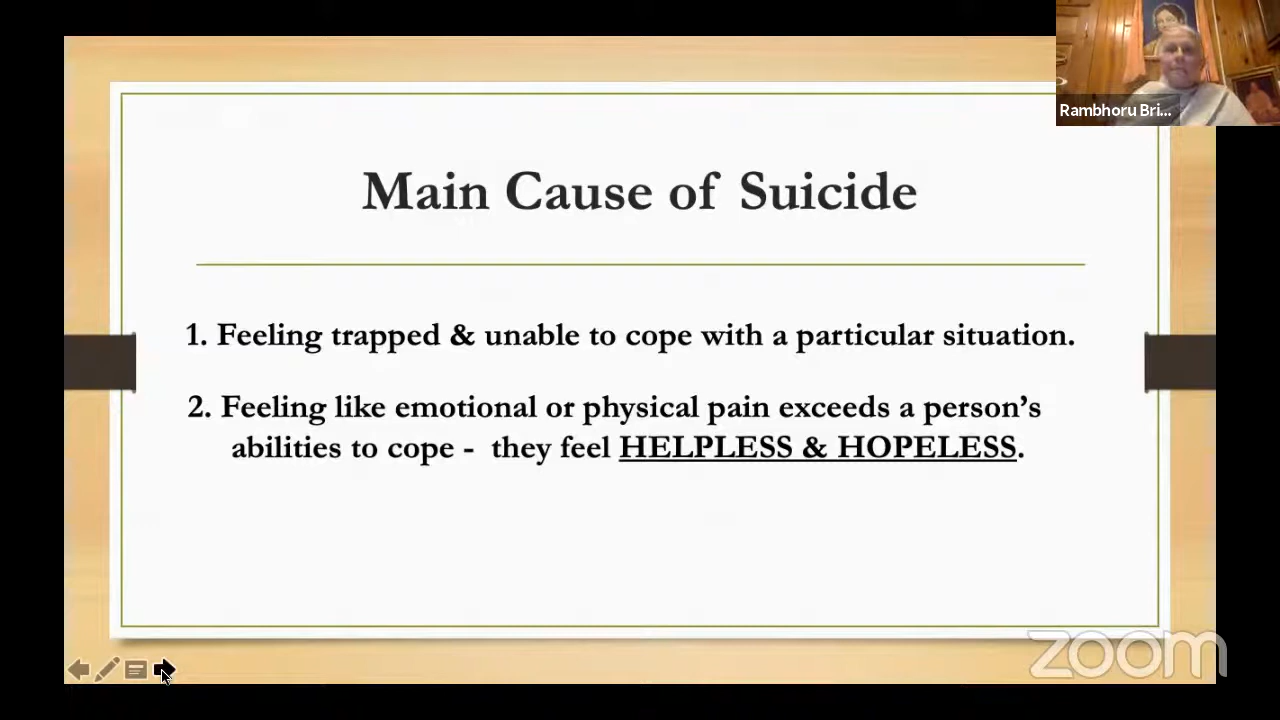 Rambhoru Bri...
Main Cause of Suicide
1. Feeling trapped & unable to cope with a particular situation.
2. Feeling like emotional or physical pain exceeds a person’s
abilities to cope - they feel HELPLESS & HOPELESS.
zoom